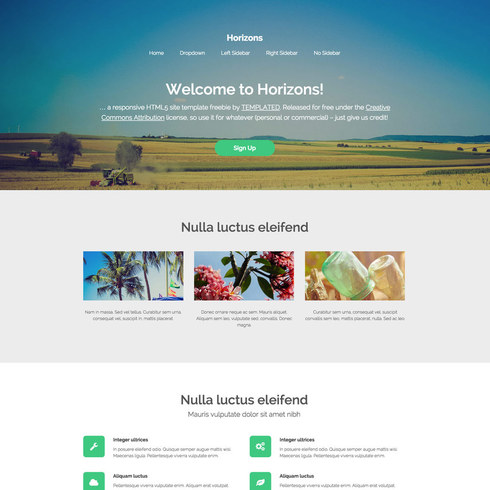 Horizons
Home Dropdown Left Sidebar Right Sidebar No Sidebar
Welcome to Horizons!
... a responsive HTML5 site template freebie by TEMPLATED. Released for free under the Creative
Commons Attribution license, so use it for whatever (personal or commercial) – just give us credit!
Sign Up
Nulla luctus eleifend
Nam in massa. Sed vel tellus. Curabitur sem urna,
consequat vel, suscipit in, mattis placerat.
Donec ornare neque ac sem. Mauris aliquet.
Aliquam sem leo, vulputate sed, convallis. Donec
magna.
Curabitur sem urna, consequat vel, suscipit
convallis sem leo, mattis placerat, nulla. Sed ac leo
Nulla luctus eleifend
Mauris vulputate dolor sit amet nibh
Integer ultrices
In posuere eleifend odio. Quisque semper augue mattis wisi.
Maecenas ligula. Pellentesque viverra vulputate enim.
Integer ultrices
In posuere eleifend odio. Quisque semper augue mattis wisi.
Maecenas ligula. Pellentesque viverra vulputate enim.
Aliquam luctus
Pellentesque viverra vulputate enim. Aliquam erat volutpat.
Aliquam luctus
Pellentesque viverra vulputate enim. Aliquam erat volutpat.